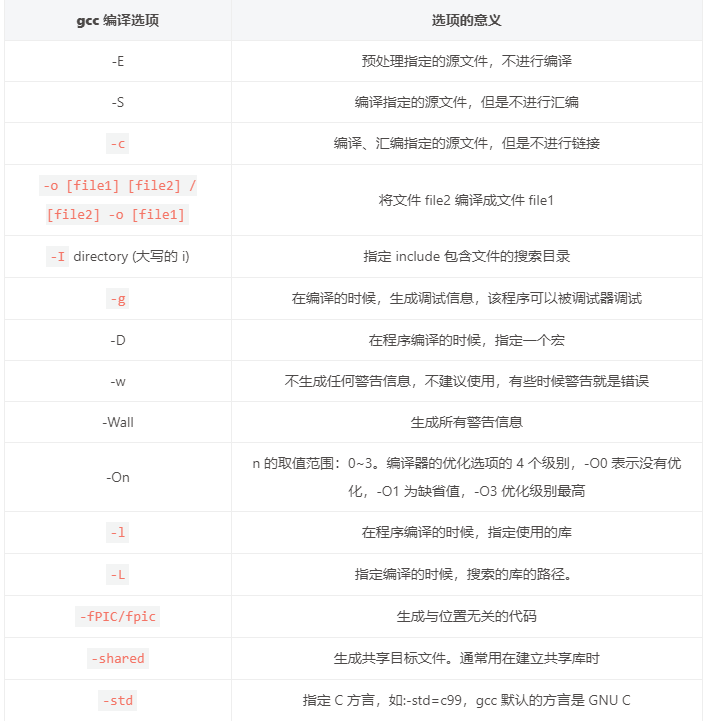 gcc 编译选项
选项的意义
-E
预处理指定的源文件，不进行编译
-S
编译指定的源文件，但是不进行汇编
-c
编译、汇编指定的源文件，但是不进行链接
-o [file1] [file2] /
[file2] -o [file1]
将文件 file2 编译成文件 file1
-I directory (大写的 i)
指定 include 包含文件的搜索目录
-g
在编译的时候，生成调试信息，该程序可以被调试器调试
-D
在程序编译的时候，指定一个宏
-w
不生成任何警告信息，不建议使用，有些时候警告就是错误
-Wall
生成所有警告信息
-On
n 的取值范围：0~3。编译器的优化选项的 4 个级别，-O0 表示没有优
化，-O1 为缺省值，-O3 优化级别最高
-l
在程序编译的时候，指定使用的库
-L
指定编译的时候，搜索的库的路径。
-fPIC/fpic
生成与位置无关的代码
-shared
生成共享目标文件。通常用在建立共享库时
-std
指定 C 方言，如:-std=c99，gcc 默认的方言是 GNU C